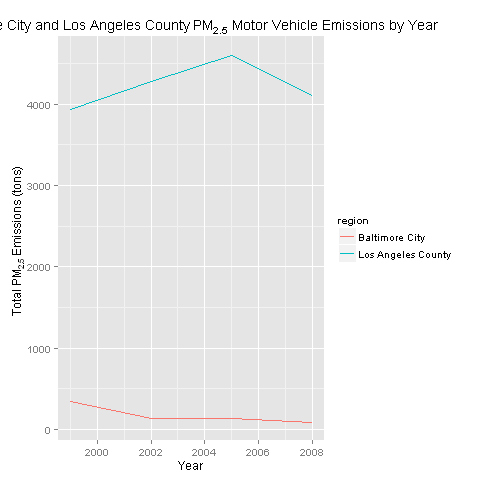 e City and Los Angeles County PM2.5 Motor Vehicle Emissions by Year
4000
3000
2000
1000
0
Total PM2.5 Emissions (tons)
2000 2002 2004 2006 2008
Year
region
Baltimore City
Los Angeles County